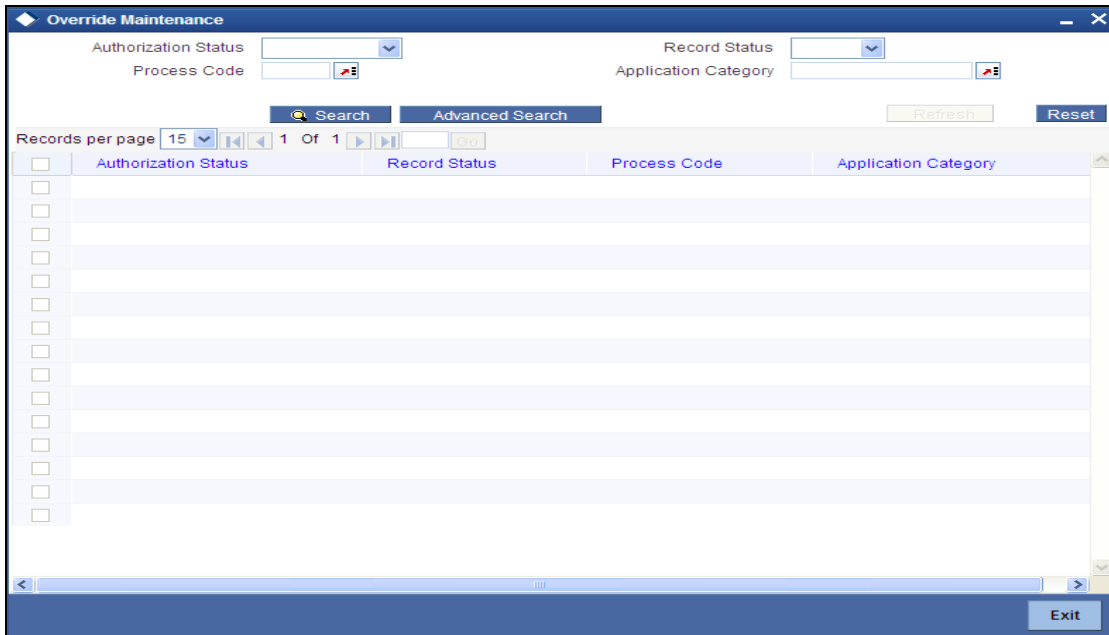 Override Maintenance
Authorization Status
Record Status
Process Code
Application Category
Search
Advanced Search
Refresh
Reset
Records per page 15 1 Of 1 Go
Authorization Status Record Status Process Code Application Category
Exit